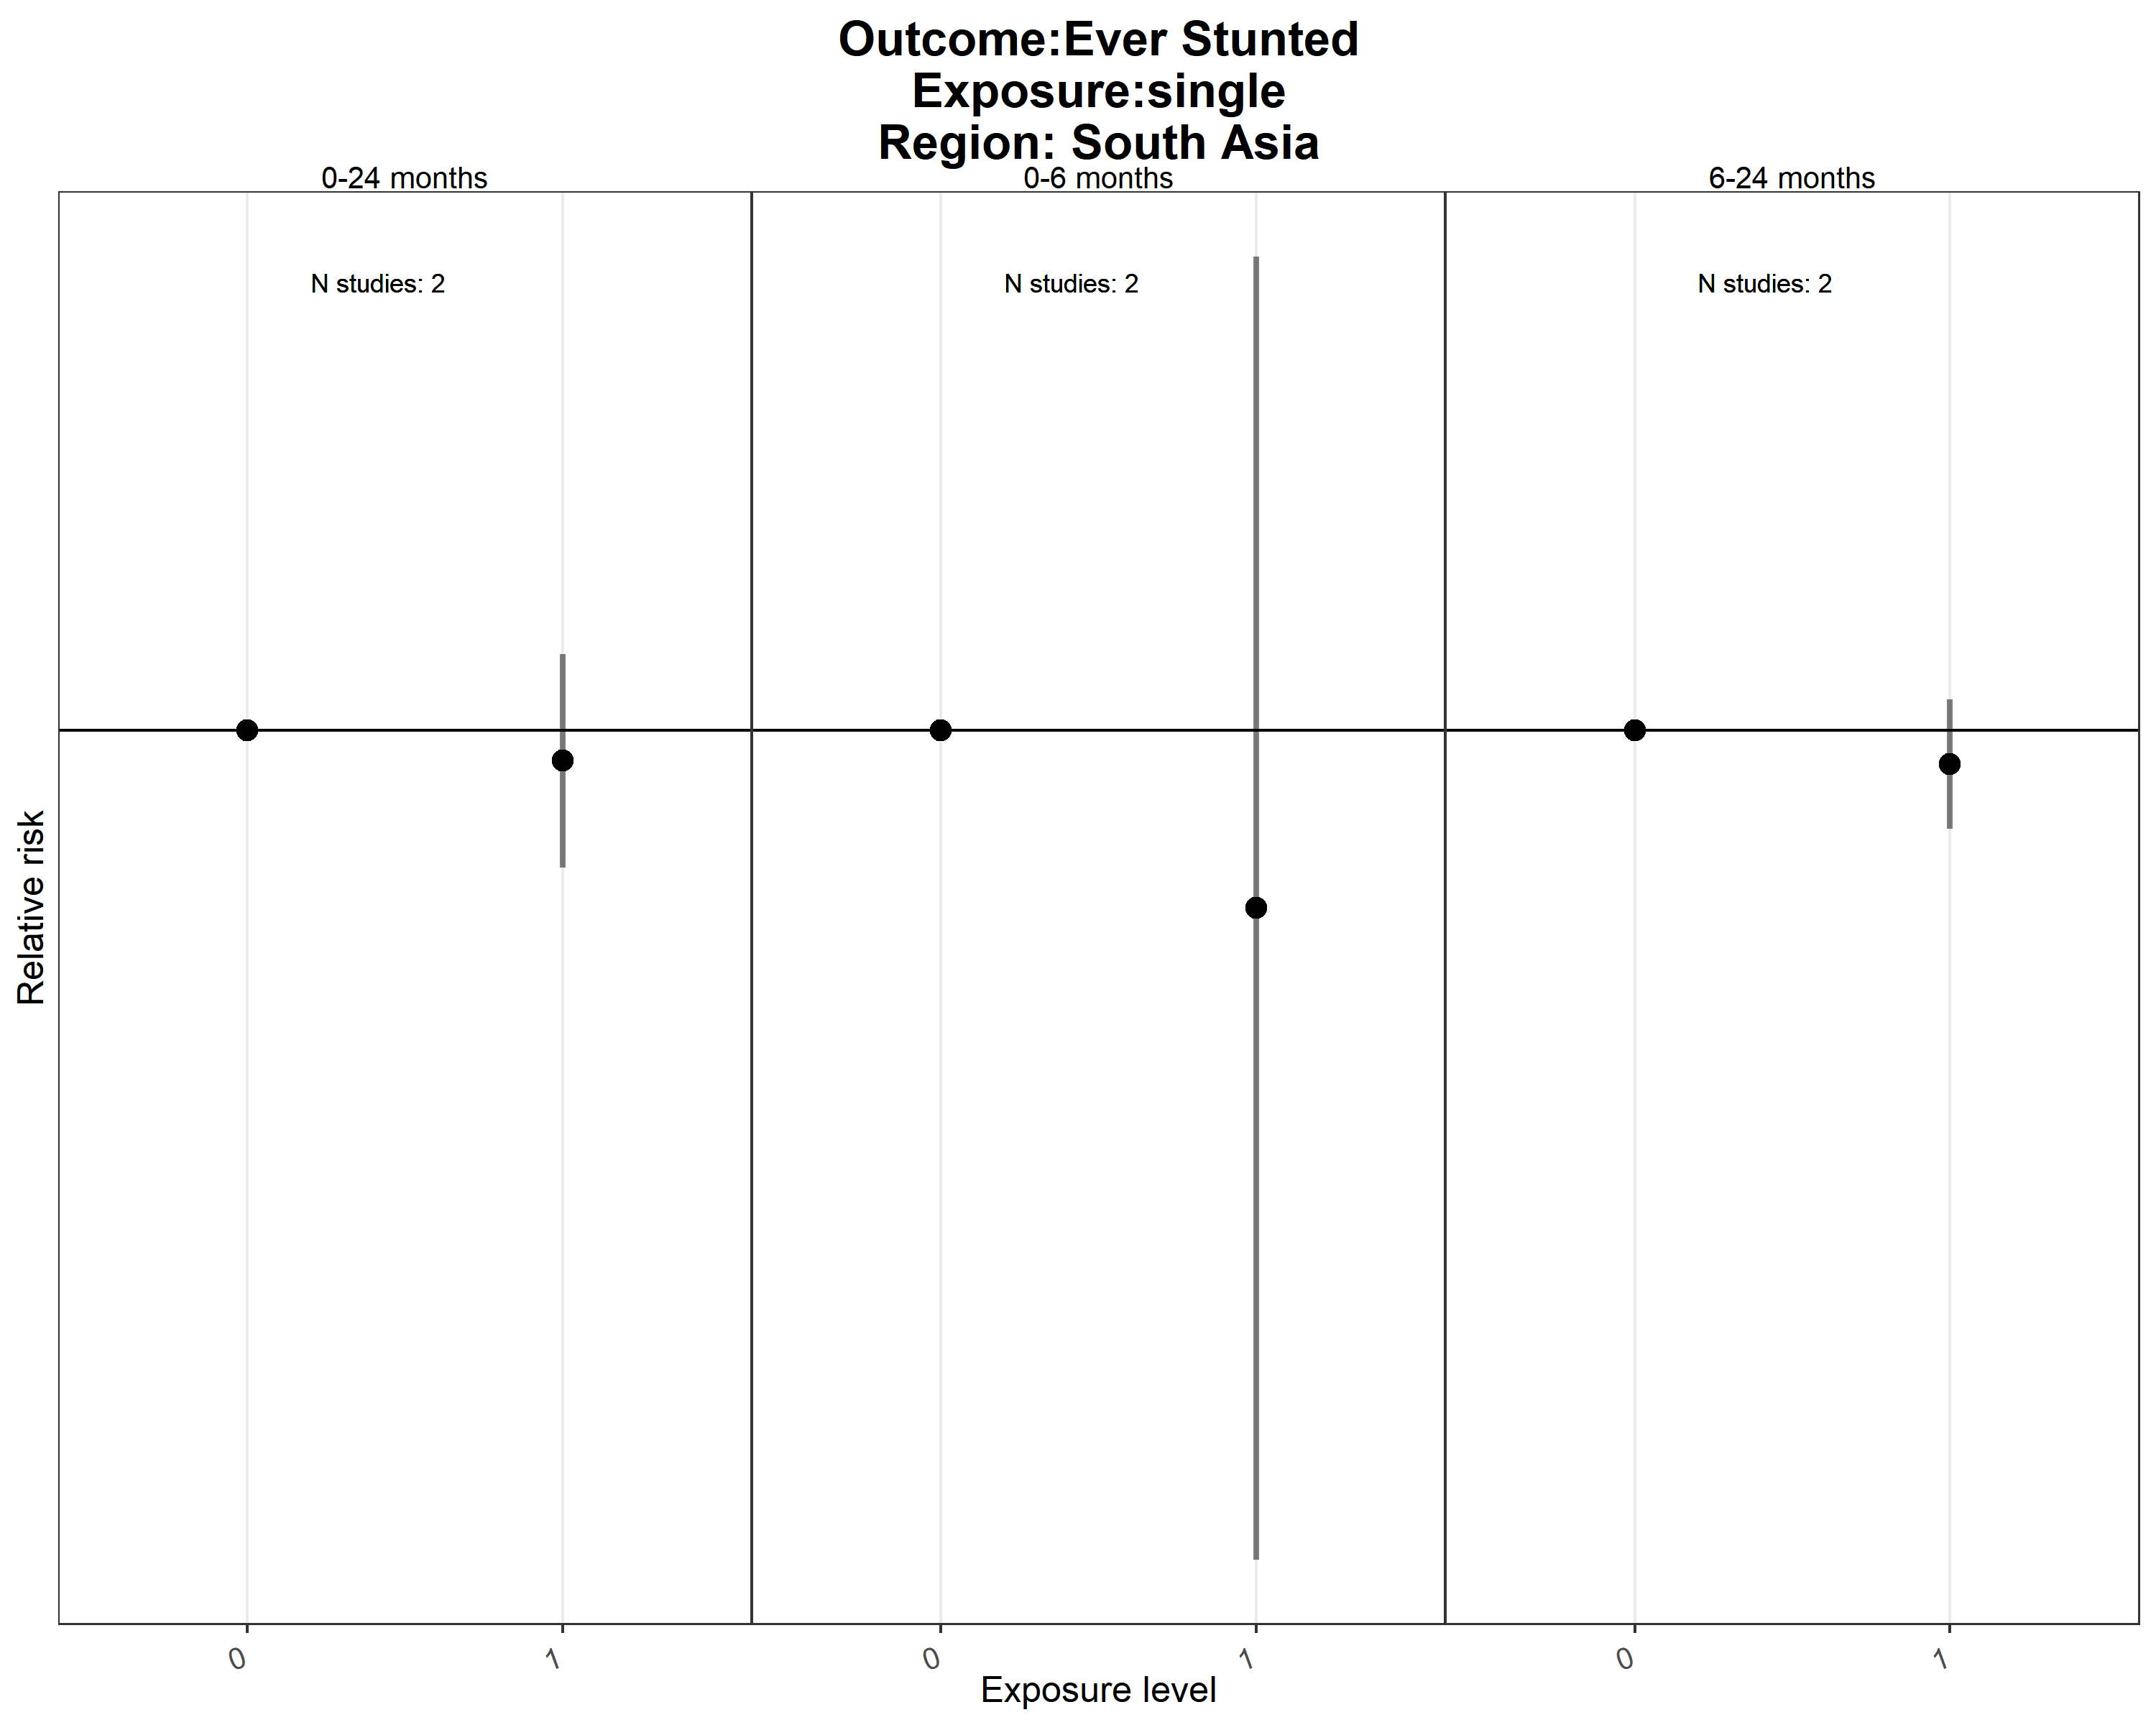 Outcome:Ever Stunted
Exposure:single
Region: South Asia
0-24 months
0-6 months
6-24 months
N studies: 2
N studies: 2
N studies: 2
Relative risk
0
1
0
1
0
1
Exposure level